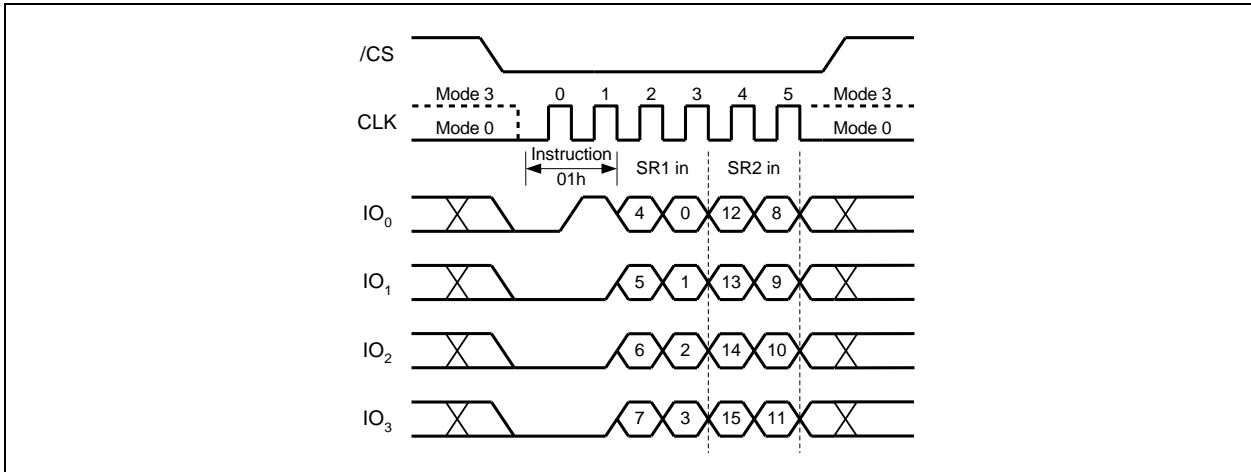 /CS
Mode 3 0 1 2 3 4 5 Mode 3
CLK
Mode 0 Mode 0
Instruction
01h
SR1 in SR2 in
IO0 4 0 12 8
IO1 5 1 13 9
IO2 6 2 14 10
IO3 7 3 15 11